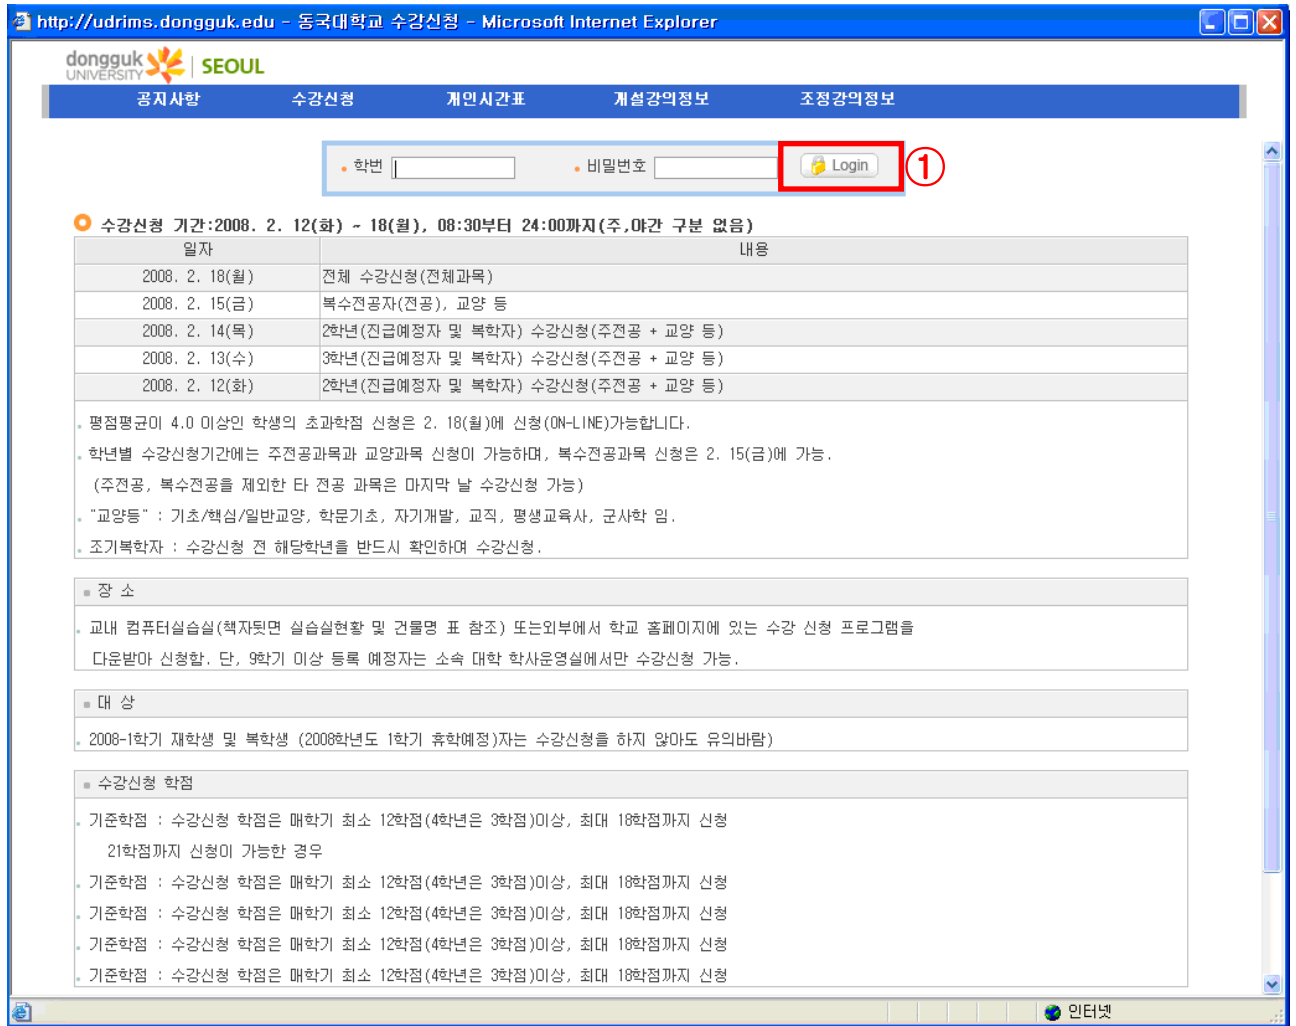 http://udrims.dongguk.edu - 동국대학교 수강신청 - Microsoft Internet Explorer
dongguk UNIVERSITY SEOUL
공지사항 수강신청 개인시간표 개설강의정보 조정강의정보
학번 비밀번호 Login ①
수강신청 기간:2008. 2. 12(화) ~ 18(월), 08:30부터 24:00까지(주,야간 구분 없음)
일자 내용
2008. 2. 18(월) 전체 수강신청(전체과목)
2008. 2. 15(금) 복수전공자(전공), 교양 등
2008. 2. 14(목) 2학년(진급예정자 및 복학자) 수강신청(주전공 + 교양 등)
2008. 2. 13(수) 3학년(진급예정자 및 복학자) 수강신청(주전공 + 교양 등)
2008. 2. 12(화) 2학년(진급예정자 및 복학자) 수강신청(주전공 + 교양 등)
. 평점평균이 4.0 이상인 학생의 초과학점 신청은 2. 18(월)에 신청(ON-LINE)가능합니다.
. 학년별 수강신청기간에는 주전공과목과 교양과목 신청이 가능하며, 복수전공과목 신청은 2. 15(금)에 가능.
(주전공, 복수전공을 제외한 타 전공 과목은 마지막 날 수강신청 가능)
. "교양등" : 기초/핵심/일반교양, 학문기초, 자기개발, 교직, 평생교육사, 군사학 임.
. 조기복학자 : 수강신청 전 해당학년을 반드시 확인하여 수강신청.
장 소
. 교내 컴퓨터실습실(책자뒷면 실습실현황 및 건물명 표 참조) 또는외부에서 학교 홈페이지에 있는 수강 신청 프로그램을
다운받아 신청함. 단, 9학기 이상 등록 예정자는 소속 대학 학사운영실에서만 수강신청 가능.
대 상
. 2008-1학기 재학생 및 복학생 (2008학년도 1학기 휴학예정)자는 수강신청을 하지 않아도 유의바람)
수강신청 학점
. 기준학점 : 수강신청 학점은 매학기 최소 12학점(4학년은 3학점)이상, 최대 18학점까지 신청
21학점까지 신청이 가능한 경우
. 기준학점 : 수강신청 학점은 매학기 최소 12학점(4학년은 3학점)이상, 최대 18학점까지 신청
. 기준학점 : 수강신청 학점은 매학기 최소 12학점(4학년은 3학점)이상, 최대 18학점까지 신청
. 기준학점 : 수강신청 학점은 매학기 최소 12학점(4학년은 3학점)이상, 최대 18학점까지 신청
. 기준학점 : 수강신청 학점은 매학기 최소 12학점(4학년은 3학점)이상, 최대 18학점까지 신청
인터넷